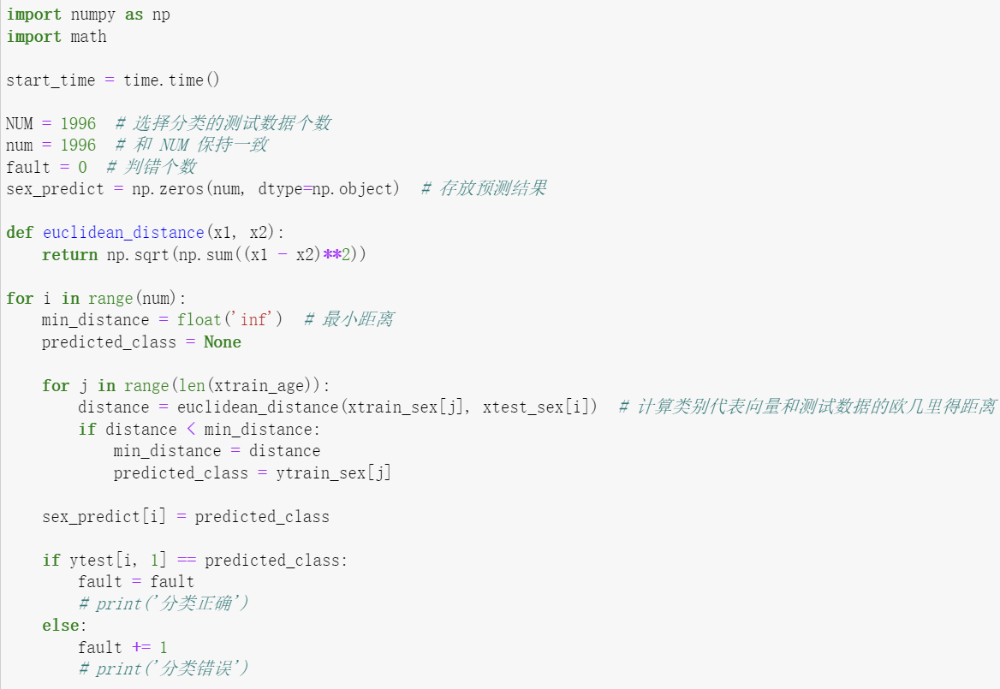 import numpy as np
import math
start_time = time.time()
NUM = 1996  # 选择分类的测试数据个数
num = 1996  # 和 NUM 保持一致
fault = 0  # 判错个数
sex_predict = np.zeros(num, dtype=np.object)  # 存放预测结果
def euclidean_distance(x1, x2):
    return np.sqrt(np.sum((x1 - x2)**2))
for i in range(num):
    min_distance = float('inf')  # 最小距离
    predicted_class = None
    for j in range(len(xtrain_age)):
        distance = euclidean_distance(xtrain_sex[j], xtest_sex[i])  # 计算类别代表向量和测试数据的欧几里得距离
        if distance < min_distance:
            min_distance = distance
            predicted_class = ytrain_sex[j]
    sex_predict[i] = predicted_class
    if ytest[i, 1] == predicted_class:
        fault = fault
        # print('分类正确')
    else:
        fault += 1
        # print('分类错误')